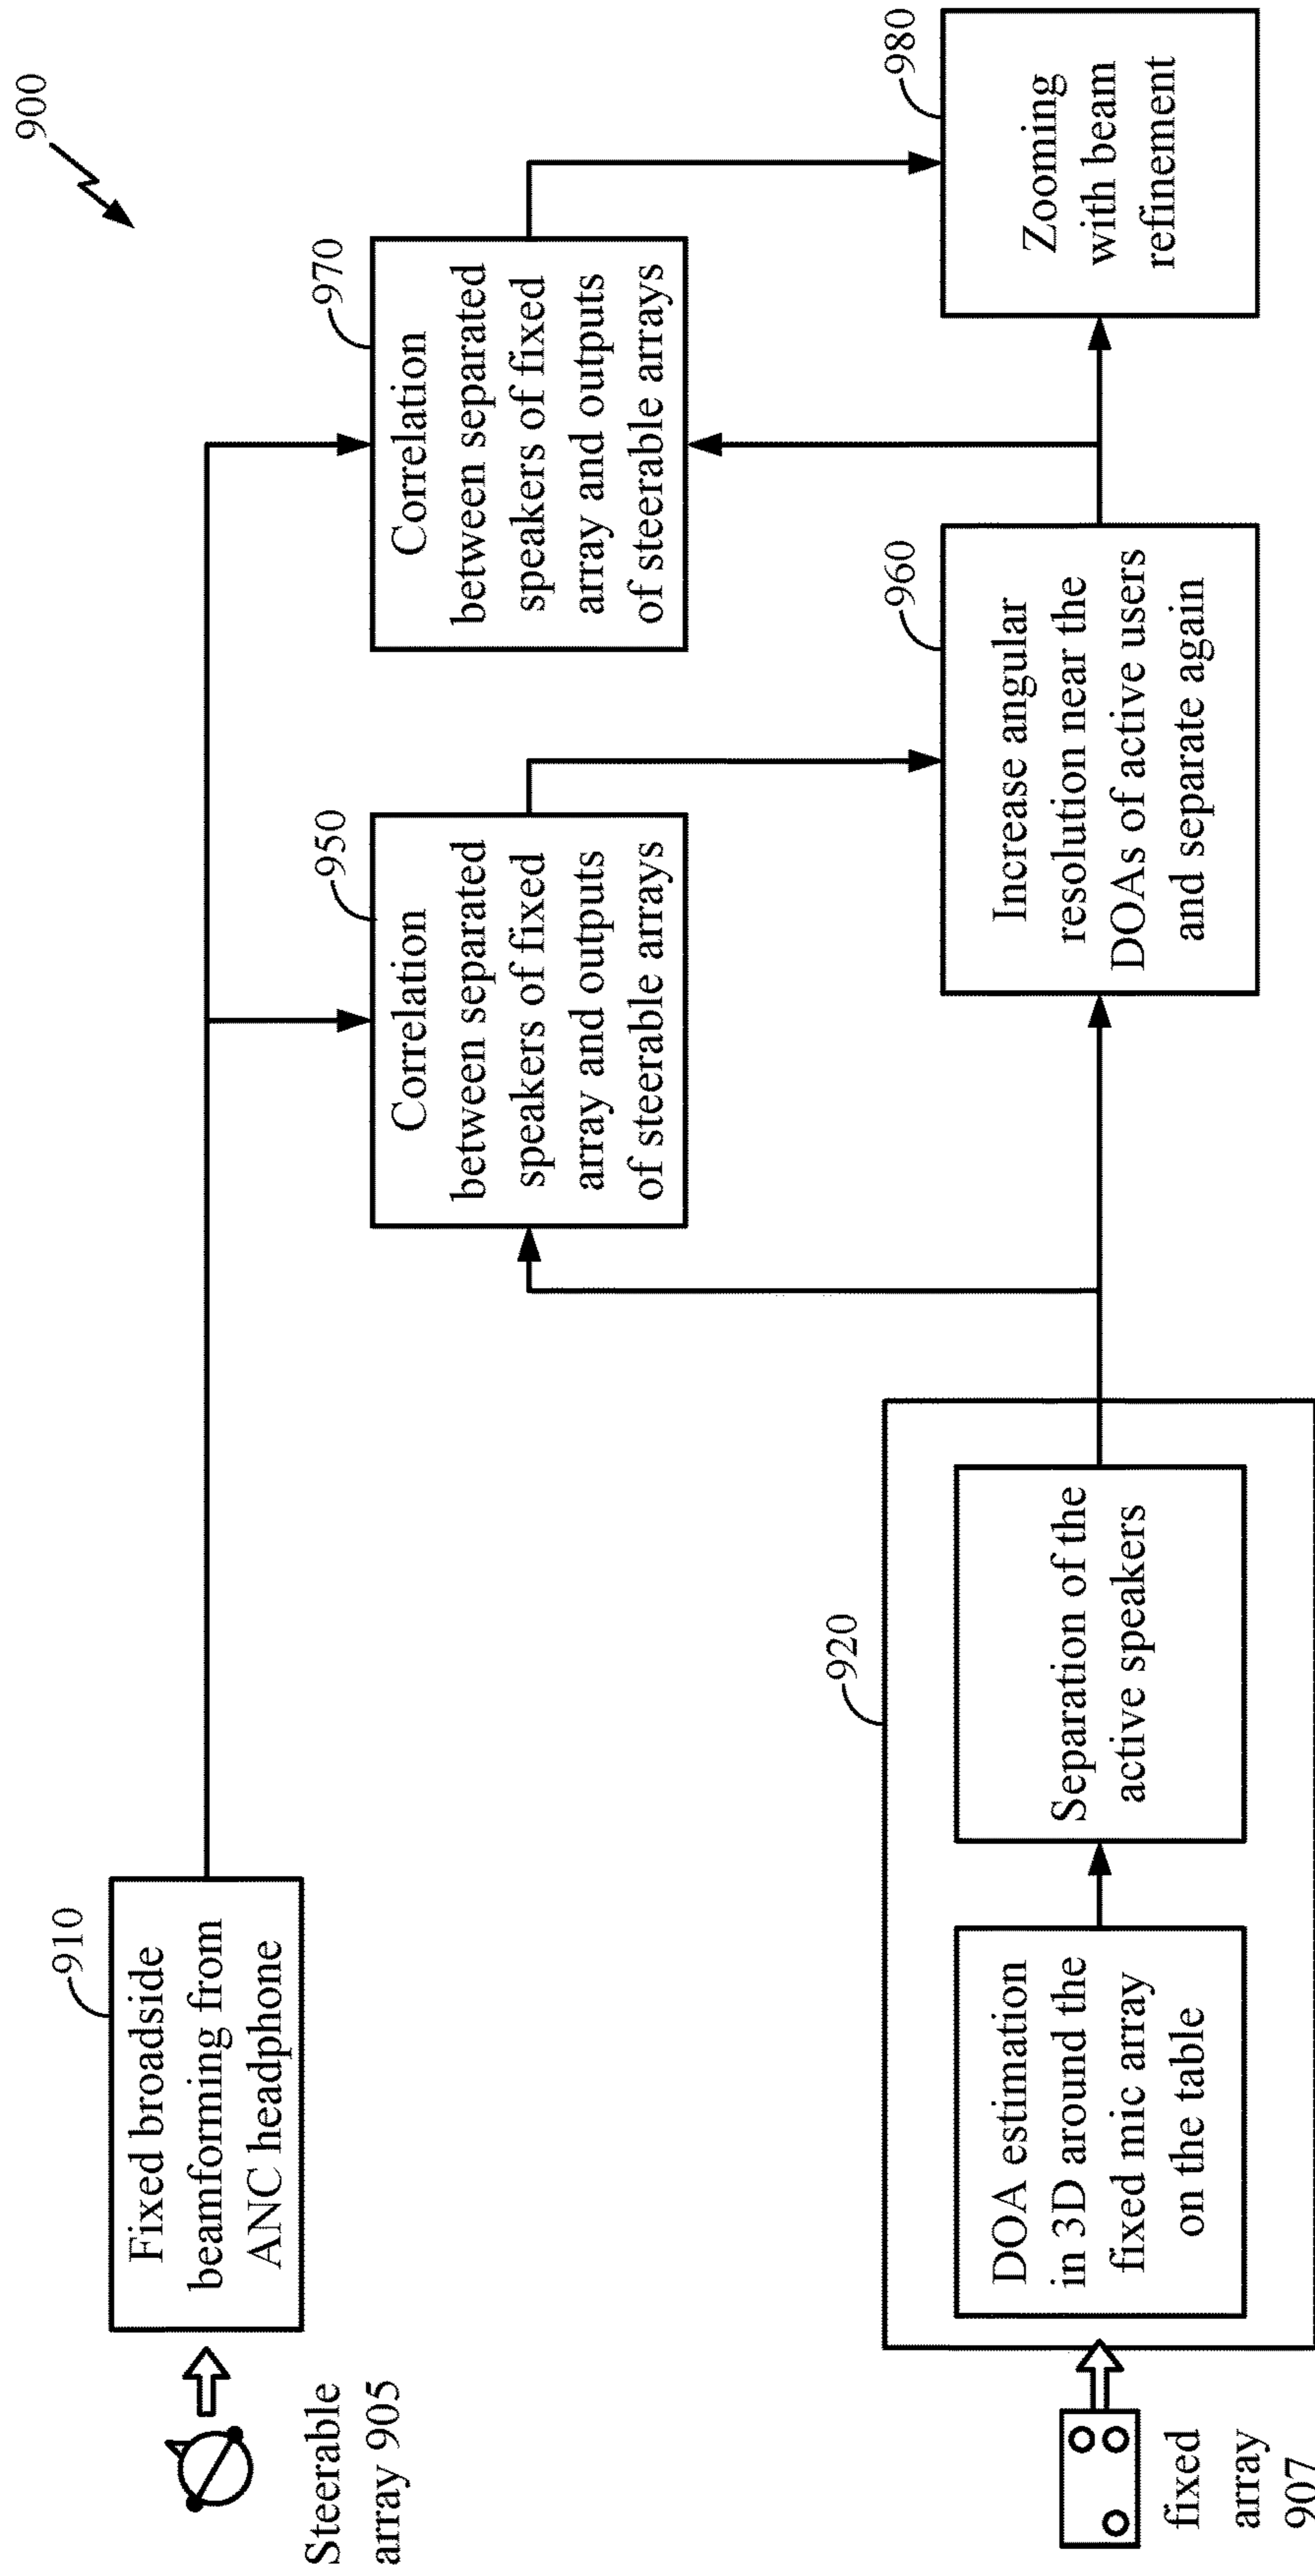 900
910
Fixed broadside
beamforming from
ANC headphone
Steerable
array 905
950
Correlation
between separated
speakers of fixed
array and outputs
of steerable arrays
970
Correlation
between separated
speakers of fixed
array and outputs
of steerable arrays
920
DOA estimation
in 3D around the
fixed mic array
on the table
Separation of the
active speakers
fixed
array
907
960
Increase angular
resolution near the
DOAs of active users
and separate again
980
Zooming
with beam
refinement